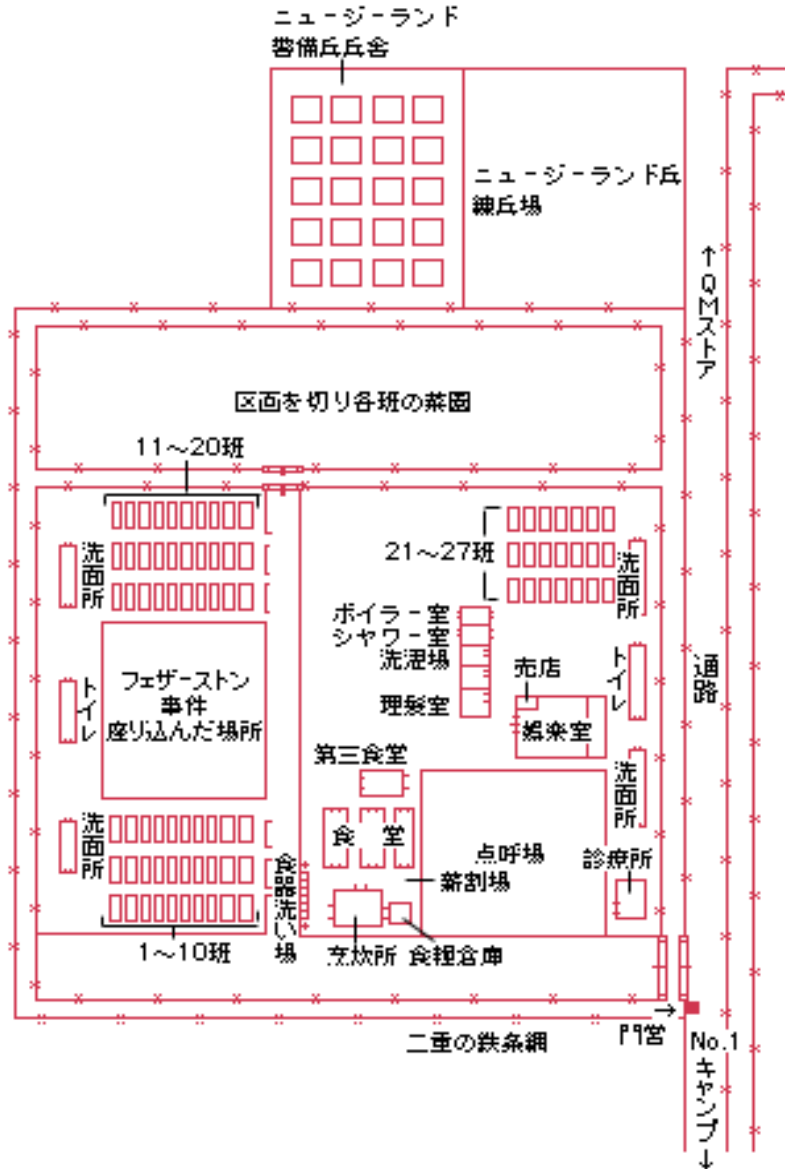 ニュージーランド
警備兵兵舎
ニュージーランド兵
練兵場
↑QMストア
区画を切り各班の菜園
11～20班
洗面所
21～27班
洗面所
ボイラー室
シャワー室
洗濯場
理髪室
売店
娯楽室
トイレ
通路
トイレ
フェザーストン
事件
座り込んだ場所
第三食堂
洗面所
洗面所
食堂
点呼場
診療所
薪割場
食器洗い場
1～10班
烹炊所
食糧倉庫
二重の鉄条網
→
門営
No.1
キャンプ↓